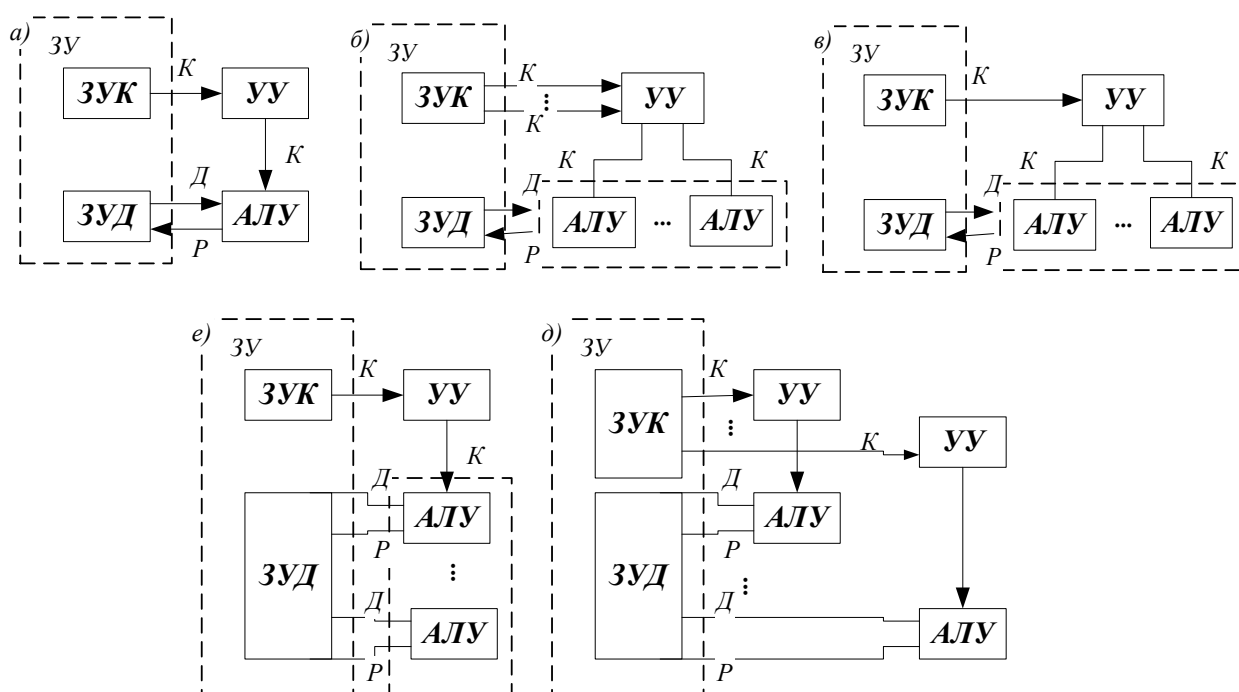 а)
ЗУ
ЗУК
К
УУ
К
ЗУД
Д
АЛУ
Р
б)
ЗУ
ЗУК
К
К
УУ
К
К
ЗУД
Д
Р
АЛУ
...
АЛУ
в)
ЗУ
ЗУК
К
УУ
К
К
ЗУД
Д
Р
АЛУ
...
АЛУ
е)
ЗУ
ЗУК
К
УУ
К
ЗУД
Д
АЛУ
Р
Д
АЛУ
Р
д)
ЗУ
ЗУК
К
УУ
К
УУ
ЗУД
Д
АЛУ
Р
Д
АЛУ
Р